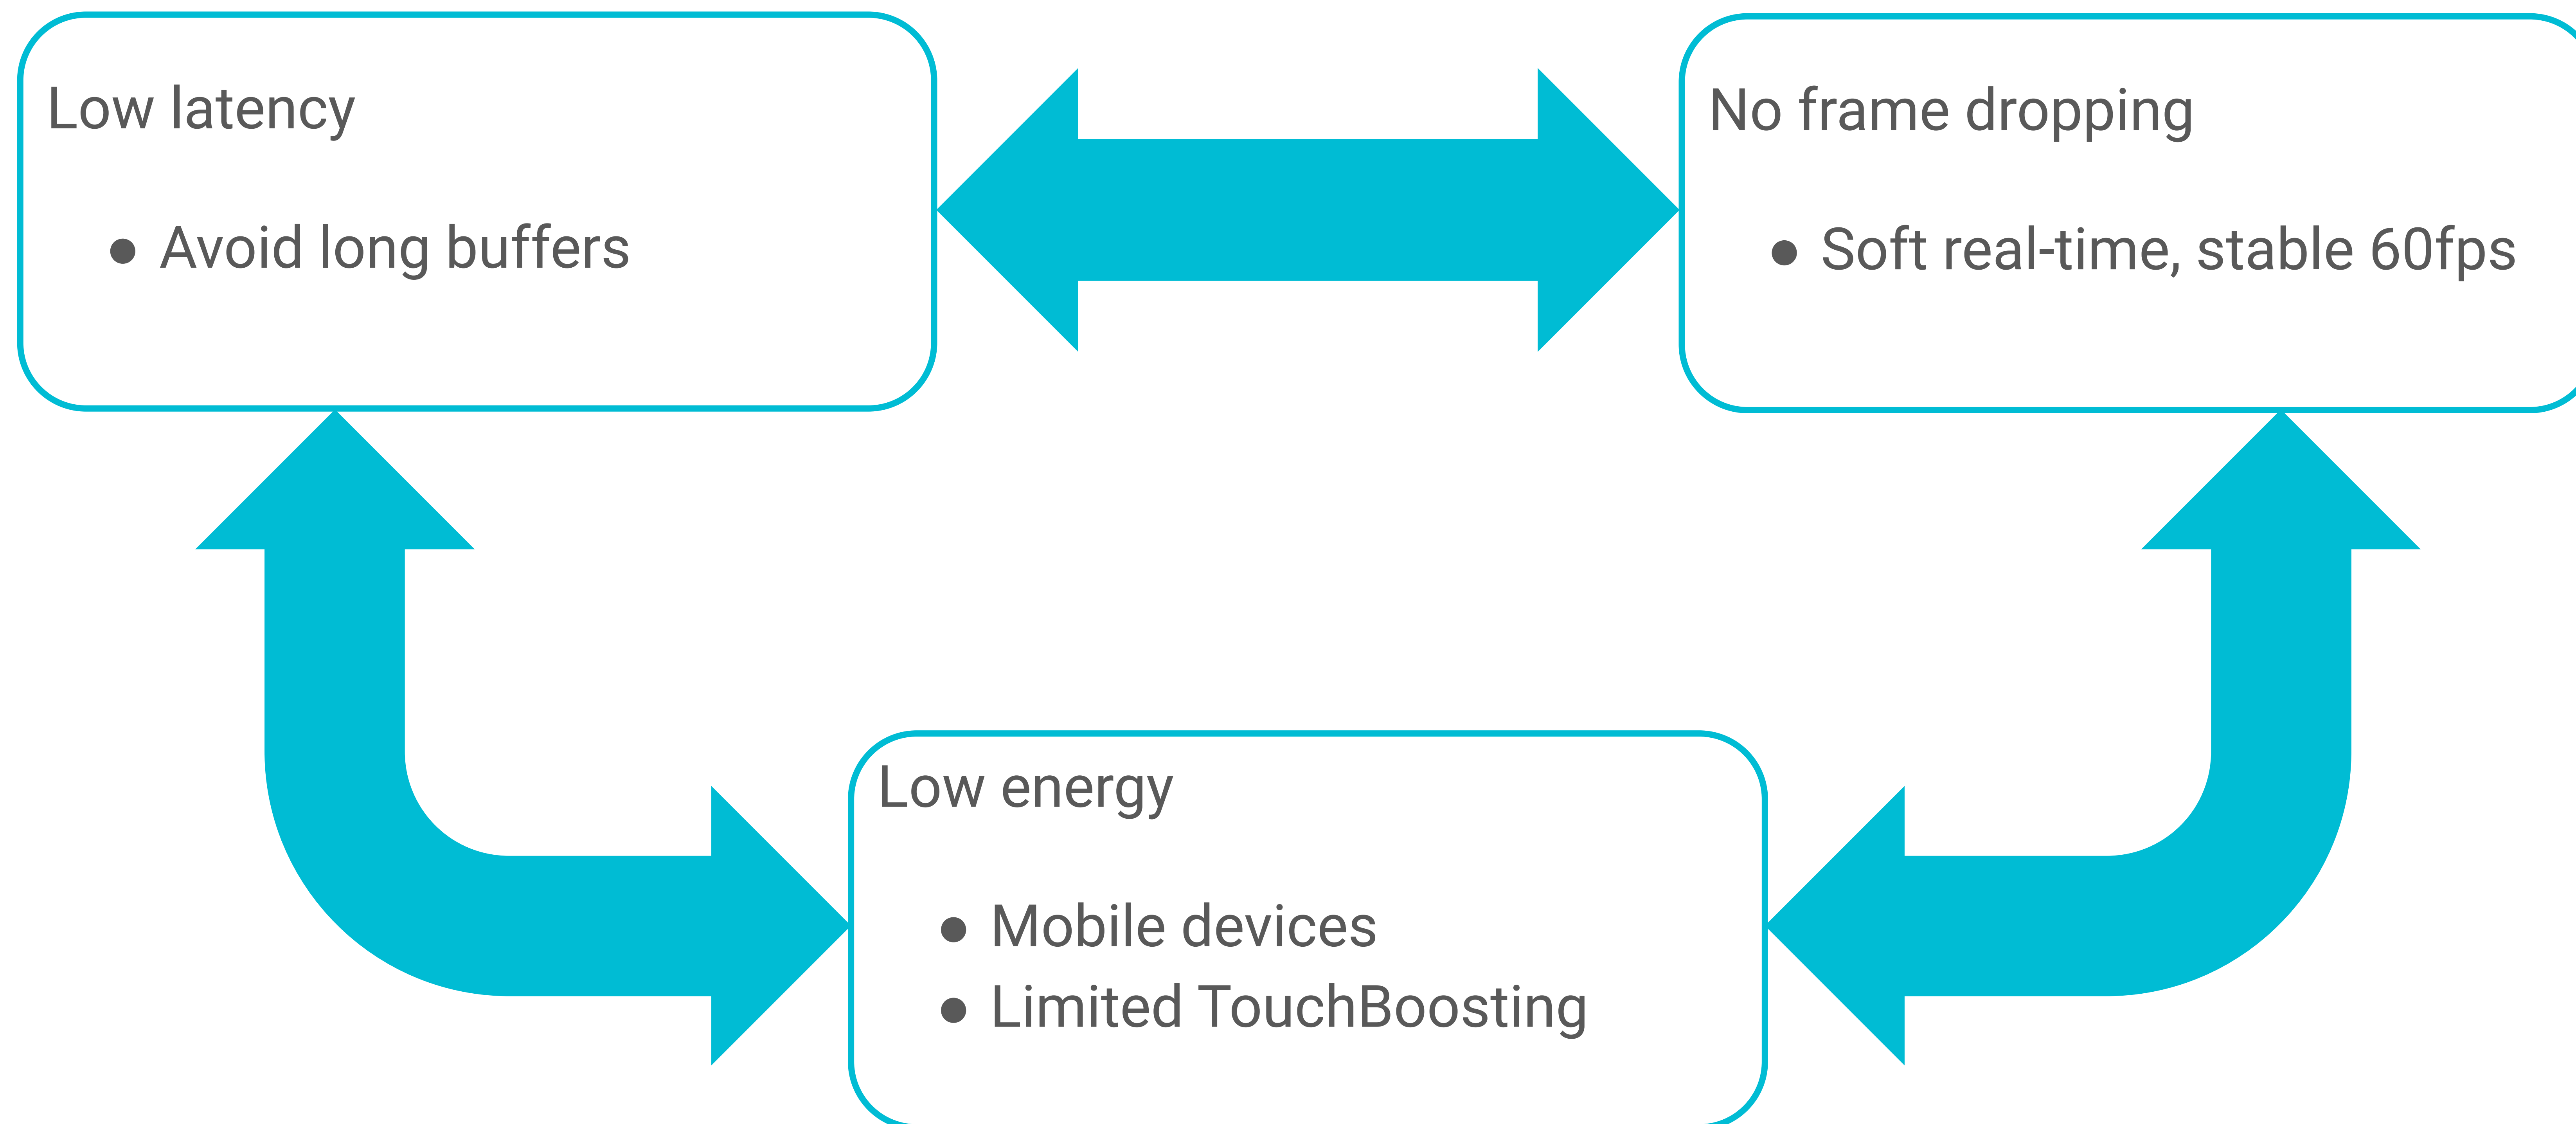 Low latency
● Avoid long buffers
No frame dropping
● Soft real-time, stable 60fps
Low energy
● Mobile devices
● Limited TouchBoosting